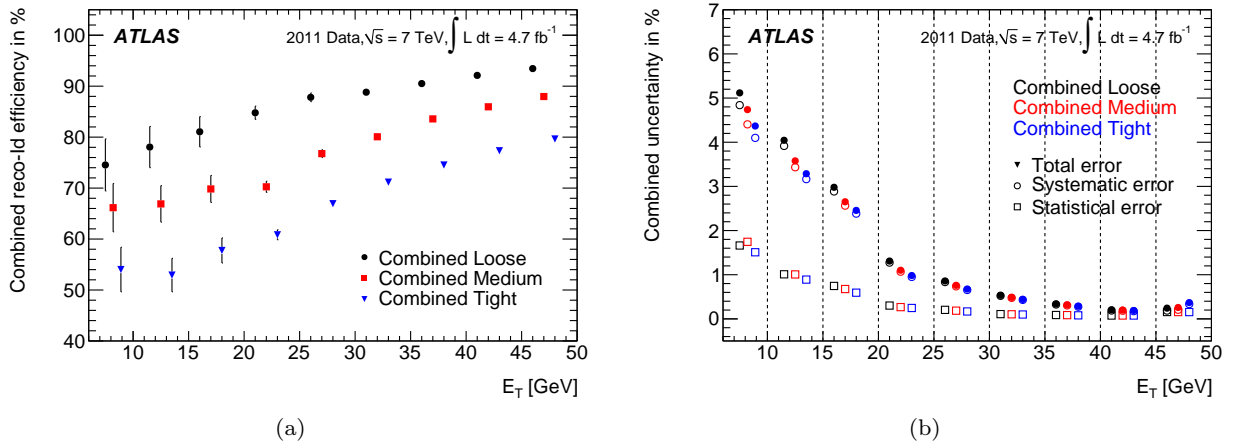 Combined reco-Id efficiency in %
100
90
80
70
60
50
40
ATLAS
2011 Data,√s = 7 TeV,∫ L dt = 4.7 fb⁻¹
Combined Loose
Combined Medium
Combined Tight
10 15 20 25 30 35 40 45 50
E_T [GeV]
(a)
Combined uncertainty in %
7
6
5
4
3
2
1
0
ATLAS
2011 Data,√s = 7 TeV,∫ L dt = 4.7 fb⁻¹
Combined Loose
Combined Medium
Combined Tight
Total error
Systematic error
Statistical error
10 15 20 25 30 35 40 45 50
E_T [GeV]
(b)